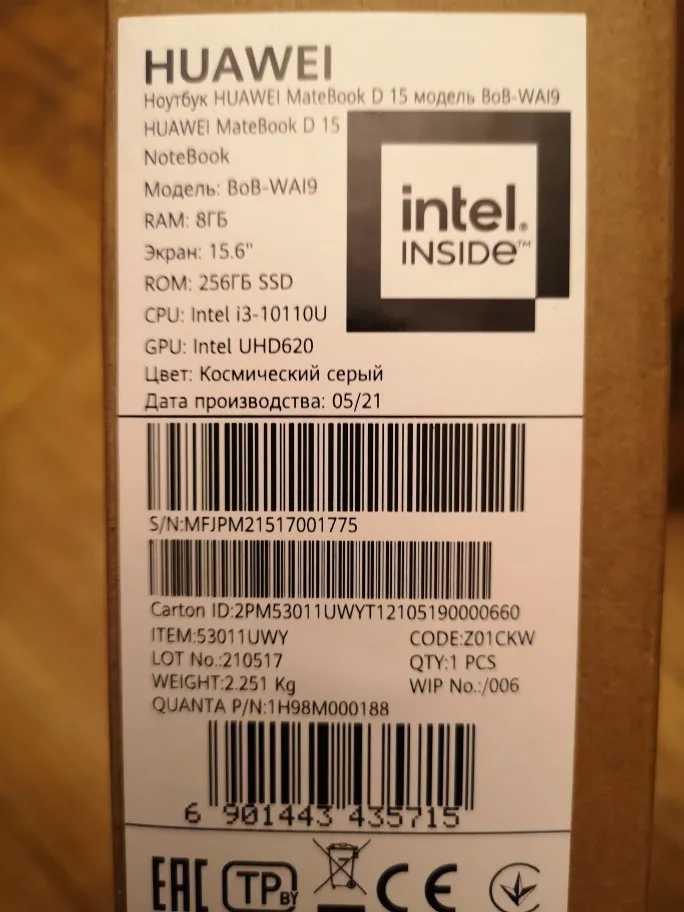 HUAWEI
Ноутбук HUAWEI MateBook D 15 модель BoB-WAI9
HUAWEI MateBook D 15
NoteBook
Модель: BoB-WAI9
RAM: 8ГБ
Экран: 15.6"
ROM: 256ГБ SSD
CPU: Intel i3-10110U
GPU: Intel UHD620
Цвет: Космический серый
Дата производства: 05/21
intel®
INSIDe™
S/N:MFJPM21517001775
Carton ID:2PM53011UWYT12105190000660
ITEM:53011UWY CODE:Z01CKW
LOT No.:210517 QTY:1 PCS
WEIGHT:2.251 Kg WIP No.:/006
QUANTA P/N:1H98M000188
6 901443 435715
EAC TP BY CE